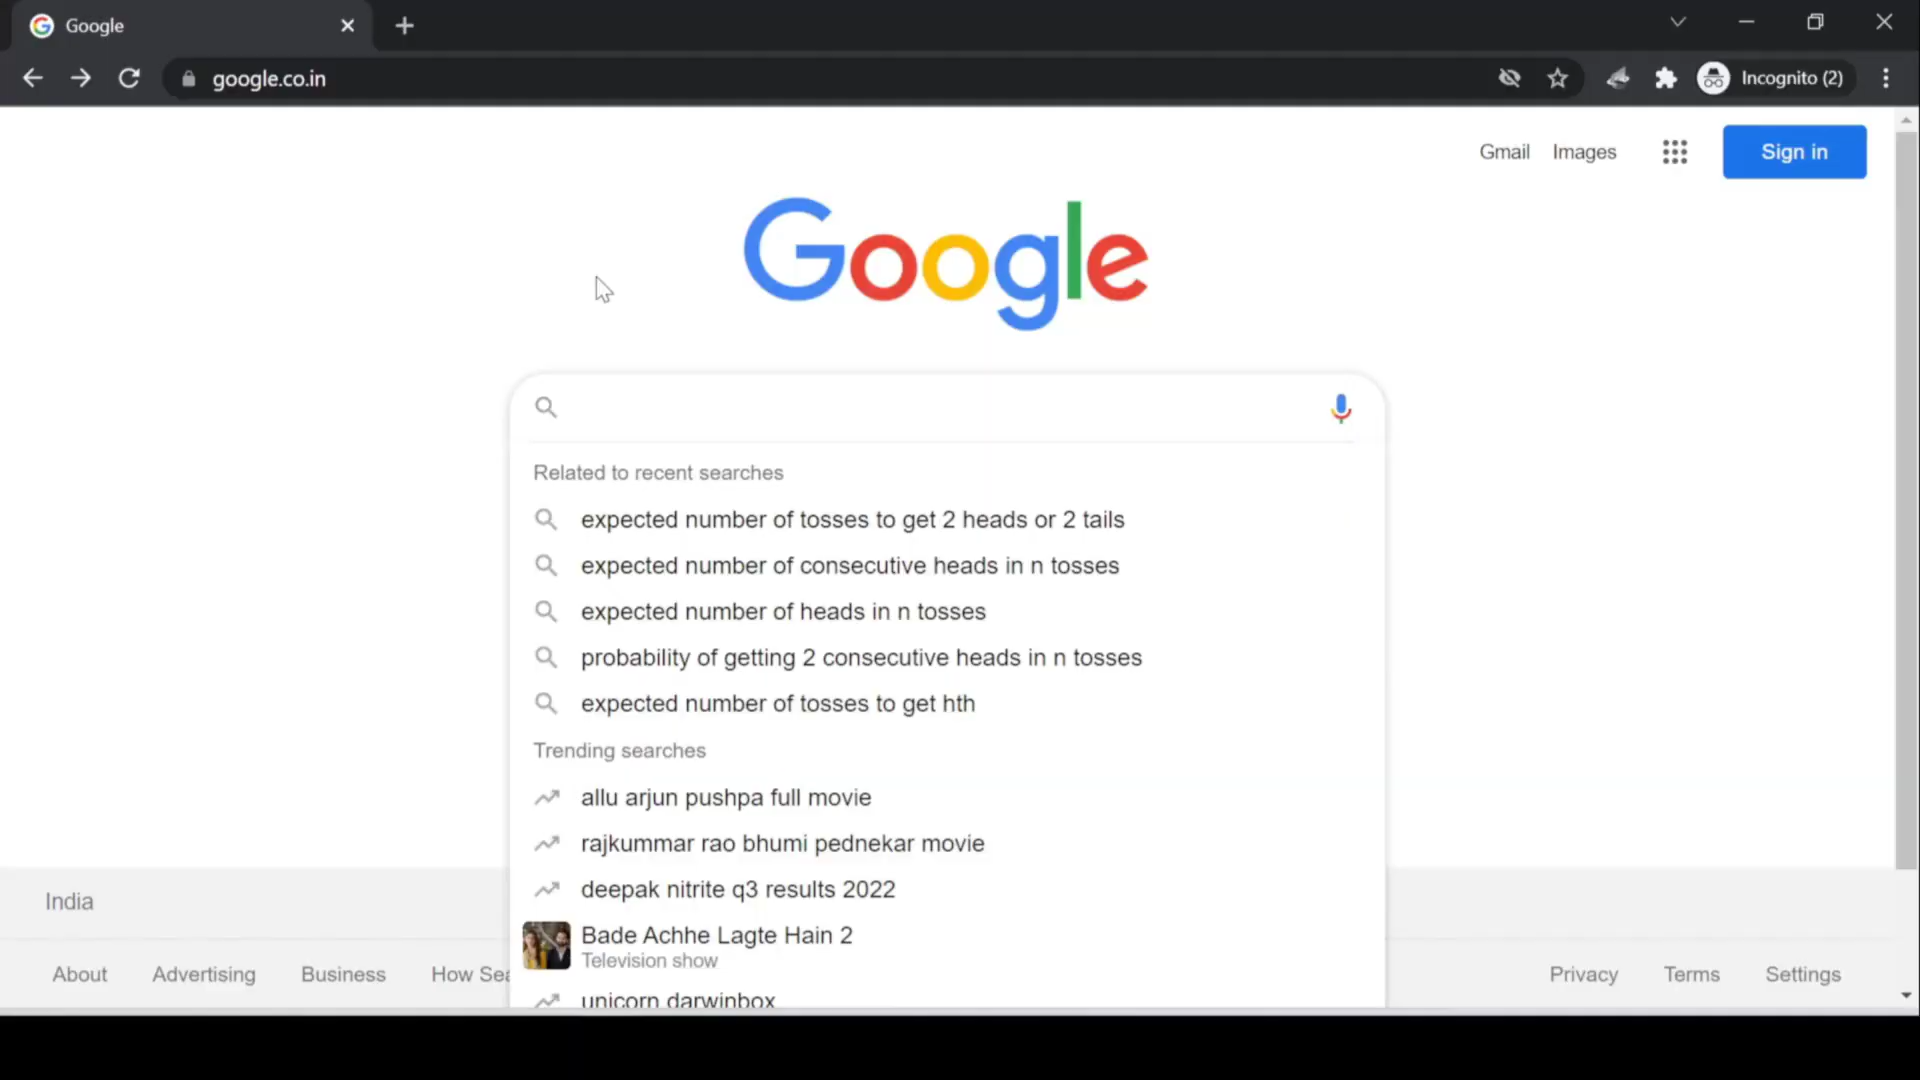 Google
google.co.in
Incognito (2)
Gmail Images
Sign in
Google
Related to recent searches
expected number of tosses to get 2 heads or 2 tails
expected number of consecutive heads in n tosses
expected number of heads in n tosses
probability of getting 2 consecutive heads in n tosses
expected number of tosses to get hth
Trending searches
allu arjun pushpa full movie
rajkummar rao bhumi pednekar movie
deepak nitrite q3 results 2022
Bade Achhe Lagte Hain 2
Television show
unicorn darwinbox
India
About Advertising Business How Sea
Privacy Terms Settings